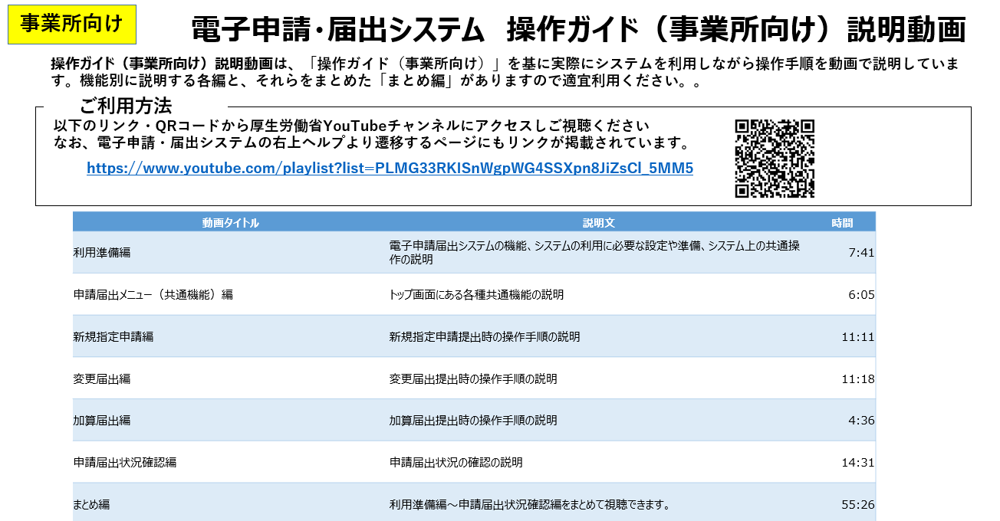 事業所向け
電子申請・届出システム 操作ガイド（事業所向け）説明動画
操作ガイド（事業所向け）説明動画は、「操作ガイド（事業所向け）」を基に実際にシステムを利用しながら操作手順を動画で説明していま
す。機能別に説明する各編と、それらをまとめた「まとめ編」がありますので適宜利用ください。。
ご利用方法
以下のリンク・QRコードから厚生労働省YouTubeチャンネルにアクセスしご視聴ください
なお、電子申請・届出システムの右上ヘルプより遷移するページにもリンクが掲載されています。
https://www.youtube.com/playlist?list=PLMG33RKISnWgpWG4SSXpn8JiZsCl_5MM5
動画タイトル 説明文 時間
利用準備編 電子申請届出システムの機能、システムの利用に必要な設定や準備、システム上の共通操
作の説明 7:41
申請届出メニュー（共通機能）編 トップ画面にある各種共通機能の説明 6:05
新規指定申請編 新規指定申請提出時の操作手順の説明 11:11
変更届出編 変更届出提出時の操作手順の説明 11:18
加算届出編 加算届出提出時の操作手順の説明 4:36
申請届出状況確認編 申請届出状況の確認の説明 14:31
まとめ編 利用準備編～申請届出状況確認編をまとめて視聴できます。 55:26